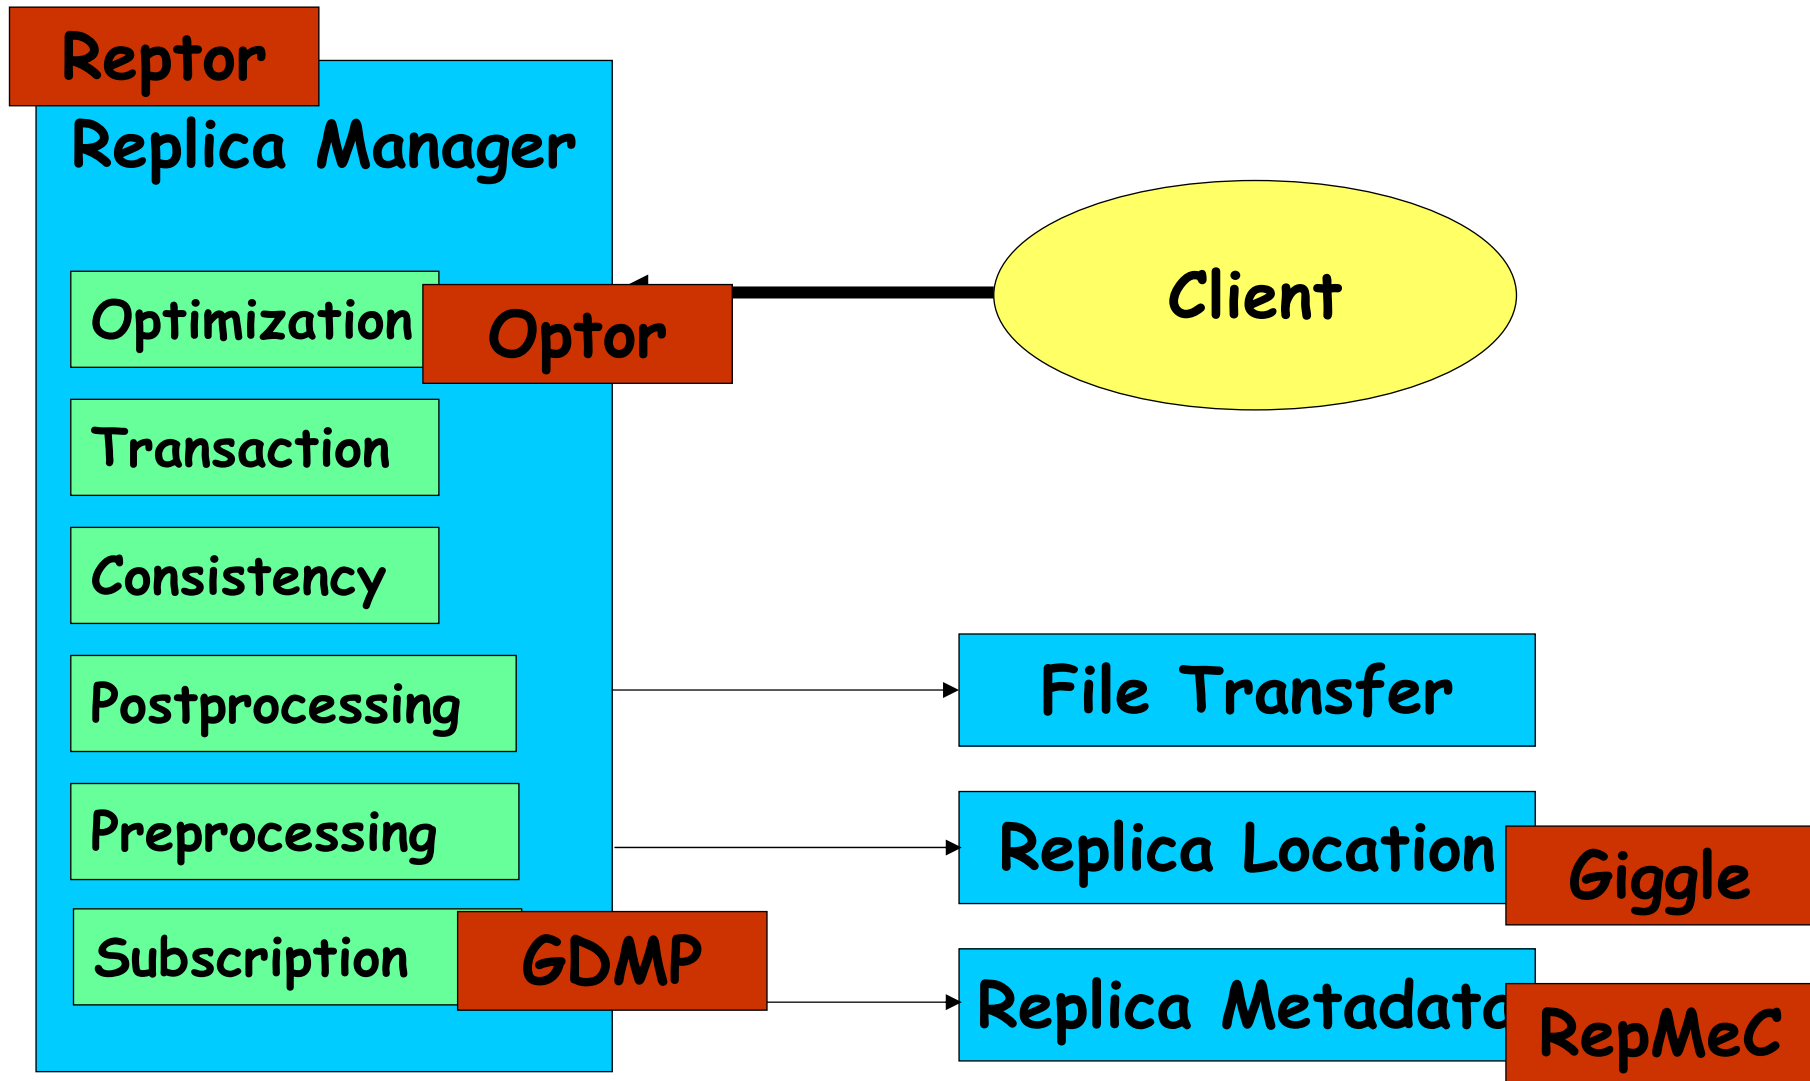 Reptor
Replica Manager
Client
Optimization
Optor
Transaction
Consistency
Postprocessing
File Transfer
Preprocessing
Replica Location
Giggle
Subscription
GDMP
Replica Metadata
RepMeC